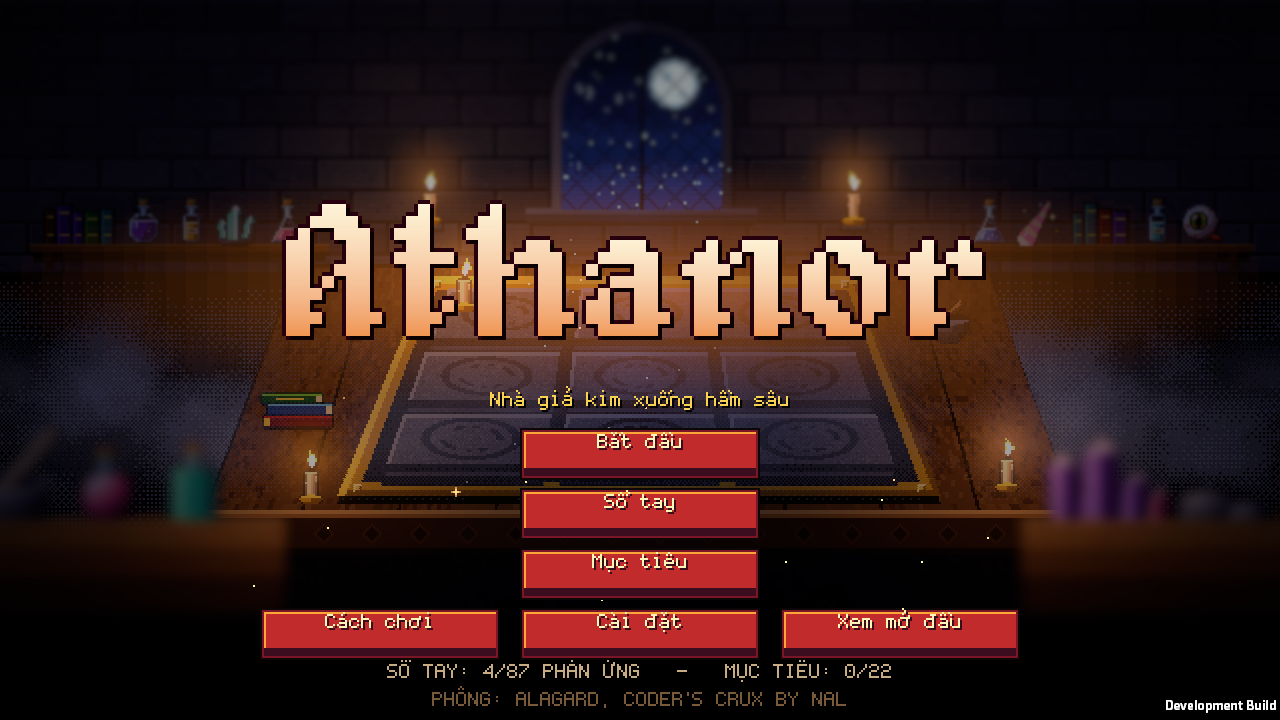 Athanor
Nhà giả kim xuống hầm sâu
Bắt đầu
Sổ tay
Mục tiêu
Cách chơi Cài đặt Xem mở đầu
SỔ TAY: 4/87 PHẢN ỨNG – MỤC TIÊU: 0/22
PHÔNG: ALAGARD, CODER'S CRUX BY NAL
Development Build